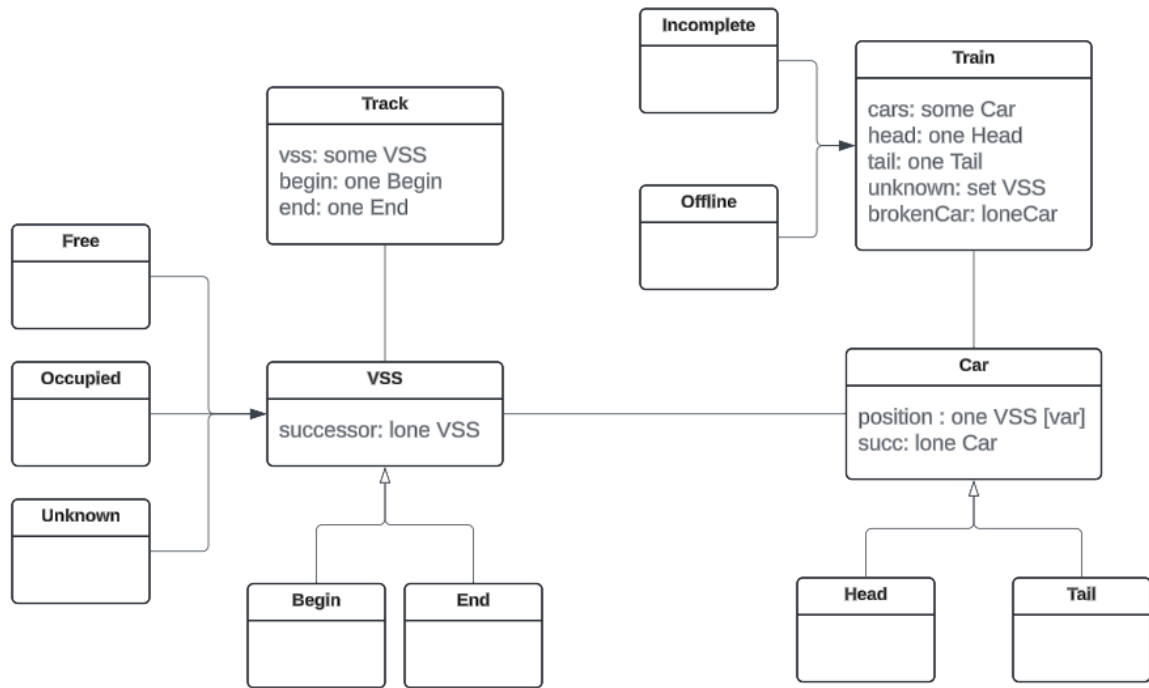 Incomplete
Train
cars: some Car
head: one Head
tail: one Tail
unknown: set VSS
brokenCar: loneCar
Track
vss: some VSS
begin: one Begin
end: one End
Offline
Free
Occupied
VSS
successor: lone VSS
Car
position : one VSS [var]
succ: lone Car
Unknown
Begin
End
Head
Tail